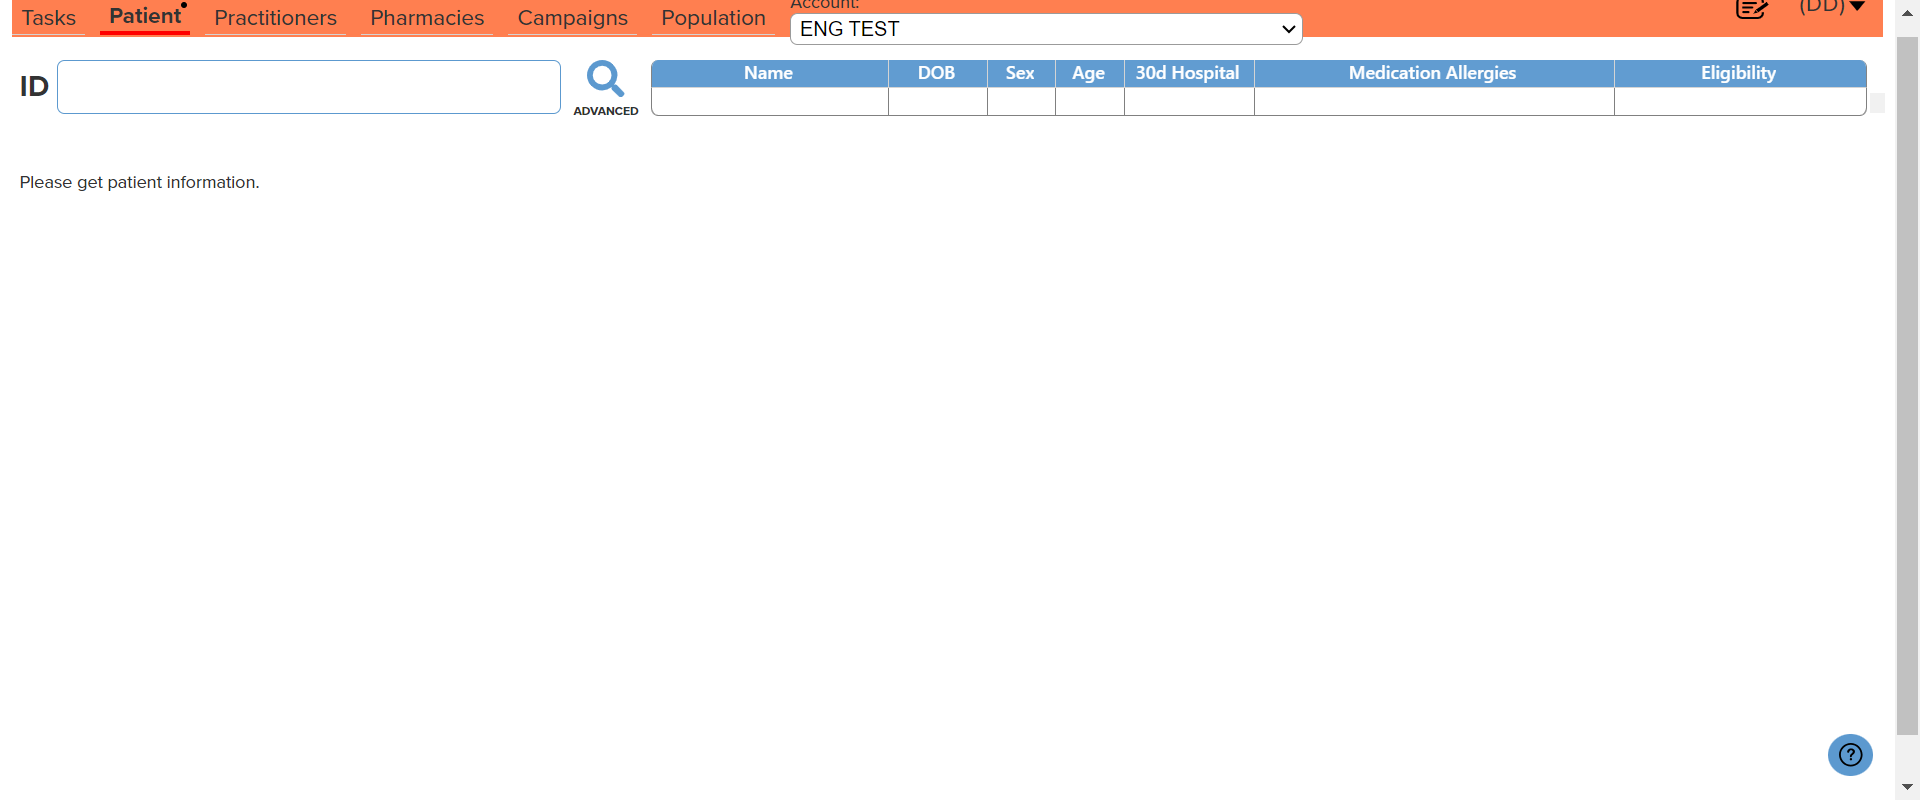 Tasks Patient Practitioners Pharmacies Campaigns Population Account: (DD)
ENG TEST
ID
ADVANCED
Name DOB Sex Age 30d Hospital Medication Allergies Eligibility
Please get patient information.
?